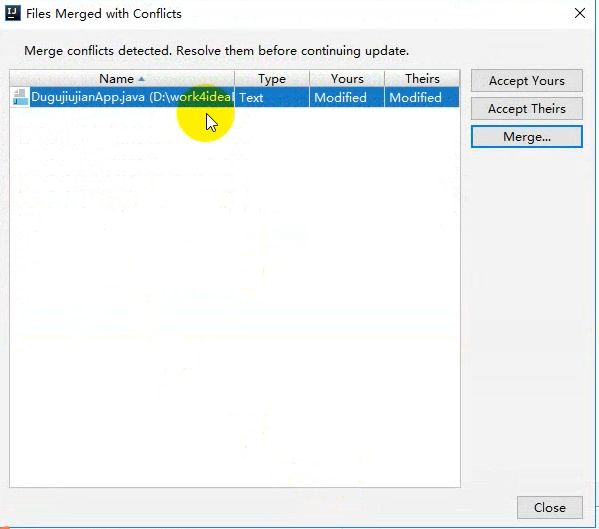 IJ Files Merged with Conflicts
Merge conflicts detected. Resolve them before continuing update.
Name Type Yours Theirs
DugujiujianApp.java (D:\work4idea Text Modified Modified
Accept Yours
Accept Theirs
Merge...
Close